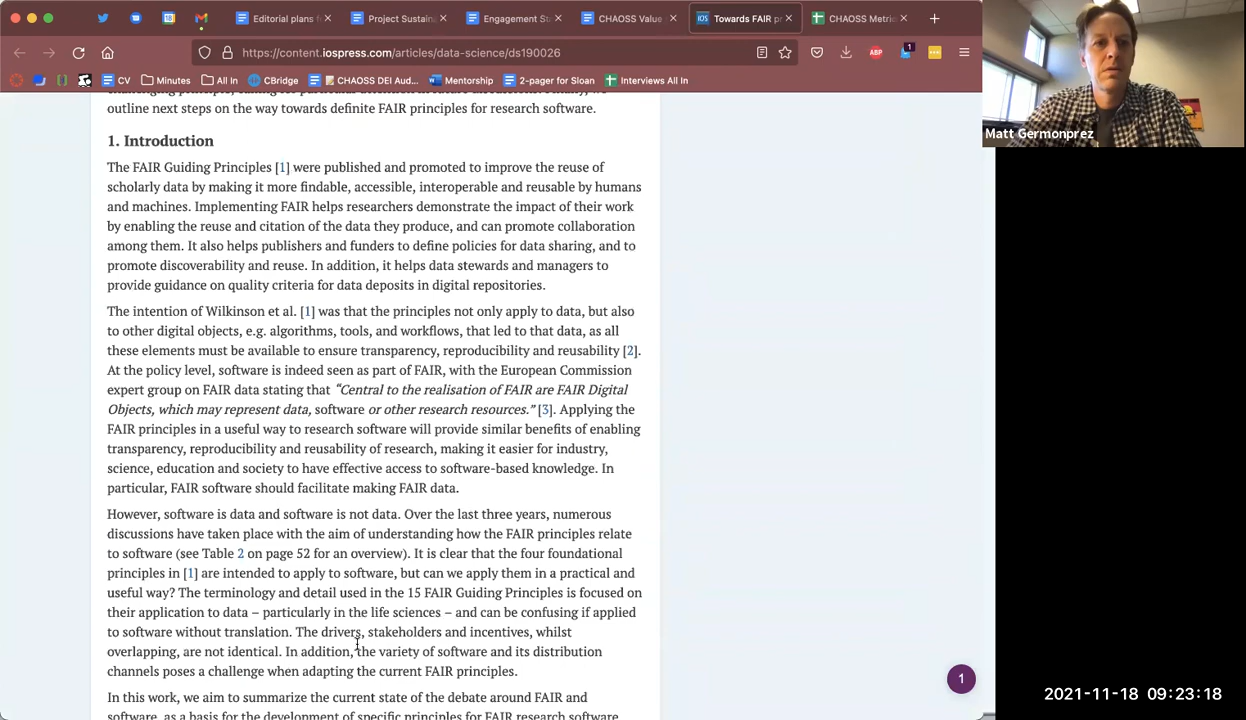 Editorial plans f
Project Sustain
Engagement St
CHAOSS Value
IOS
Towards FAIR p
CHAOSS Metri
https://content.iospress.com/articles/data-science/ds190026
ABP
1
CV
Minutes
All In
CBridge
CHAOSS DEI Aud...
Mentorship
2-pager for Sloan
Interviews All In
Matt Germonprez
outline next steps on the way towards definite FAIR principles for research software.
1. Introduction
The FAIR Guiding Principles [1] were published and promoted to improve the reuse of
scholarly data by making it more findable, accessible, interoperable and reusable by humans
and machines. Implementing FAIR helps researchers demonstrate the impact of their work
by enabling the reuse and citation of the data they produce, and can promote collaboration
among them. It also helps publishers and funders to define policies for data sharing, and to
promote discoverability and reuse. In addition, it helps data stewards and managers to
provide guidance on quality criteria for data deposits in digital repositories.
The intention of Wilkinson et al. [1] was that the principles not only apply to data, but also
to other digital objects, e.g. algorithms, tools, and workflows, that led to that data, as all
these elements must be available to ensure transparency, reproducibility and reusability [2].
At the policy level, software is indeed seen as part of FAIR, with the European Commission
expert group on FAIR data stating that “Central to the realisation of FAIR are FAIR Digital
Objects, which may represent data, software or other research resources.” [3]. Applying the
FAIR principles in a useful way to research software will provide similar benefits of enabling
transparency, reproducibility and reusability of research, making it easier for industry,
science, education and society to have effective access to software-based knowledge. In
particular, FAIR software should facilitate making FAIR data.
However, software is data and software is not data. Over the last three years, numerous
discussions have taken place with the aim of understanding how the FAIR principles relate
to software (see Table 2 on page 52 for an overview). It is clear that the four foundational
principles in [1] are intended to apply to software, but can we apply them in a practical and
useful way? The terminology and detail used in the 15 FAIR Guiding Principles is focused on
their application to data – particularly in the life sciences – and can be confusing if applied
to software without translation. The drivers, stakeholders and incentives, whilst
overlapping, are not identical. In addition, the variety of software and its distribution
channels poses a challenge when adapting the current FAIR principles.
In this work, we aim to summarize the current state of the debate around FAIR and
software, as a basis for the development of specific principles for FAIR research software
1
2021-11-18 09:23:18